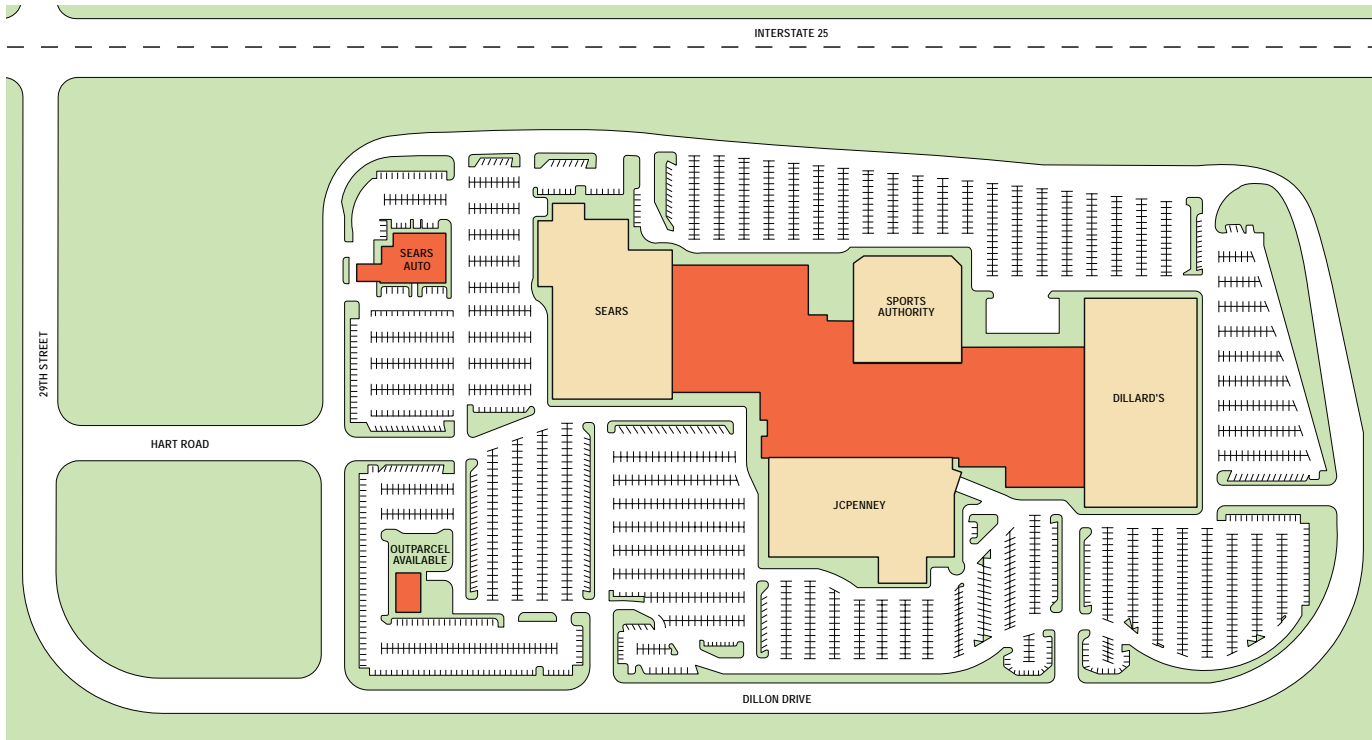 INTERSTATE 25
SEARS
AUTO
SPORTS
AUTHORITY
SEARS
29TH STREET
DILLARD'S
HART ROAD
JCPENNEY
OUTPARCEL
AVAILABLE
DILLON DRIVE